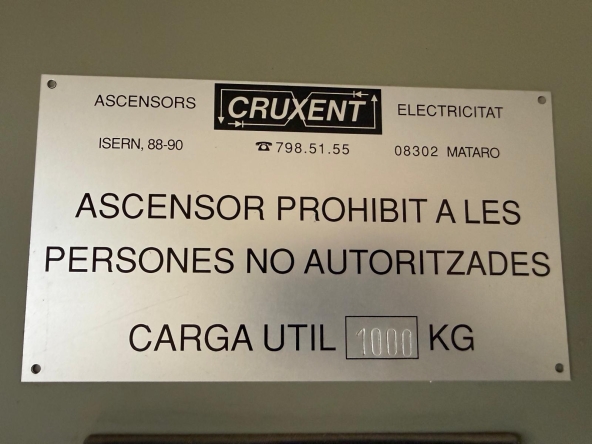 ASCENSORS CRUXENT ELECTRICITAT
ISERN, 88-90 ☎ 798.51.55 08302 MATARO
ASCENSOR PROHIBIT A LES
PERSONES NO AUTORITZADES
CARGA UTIL 1000 KG